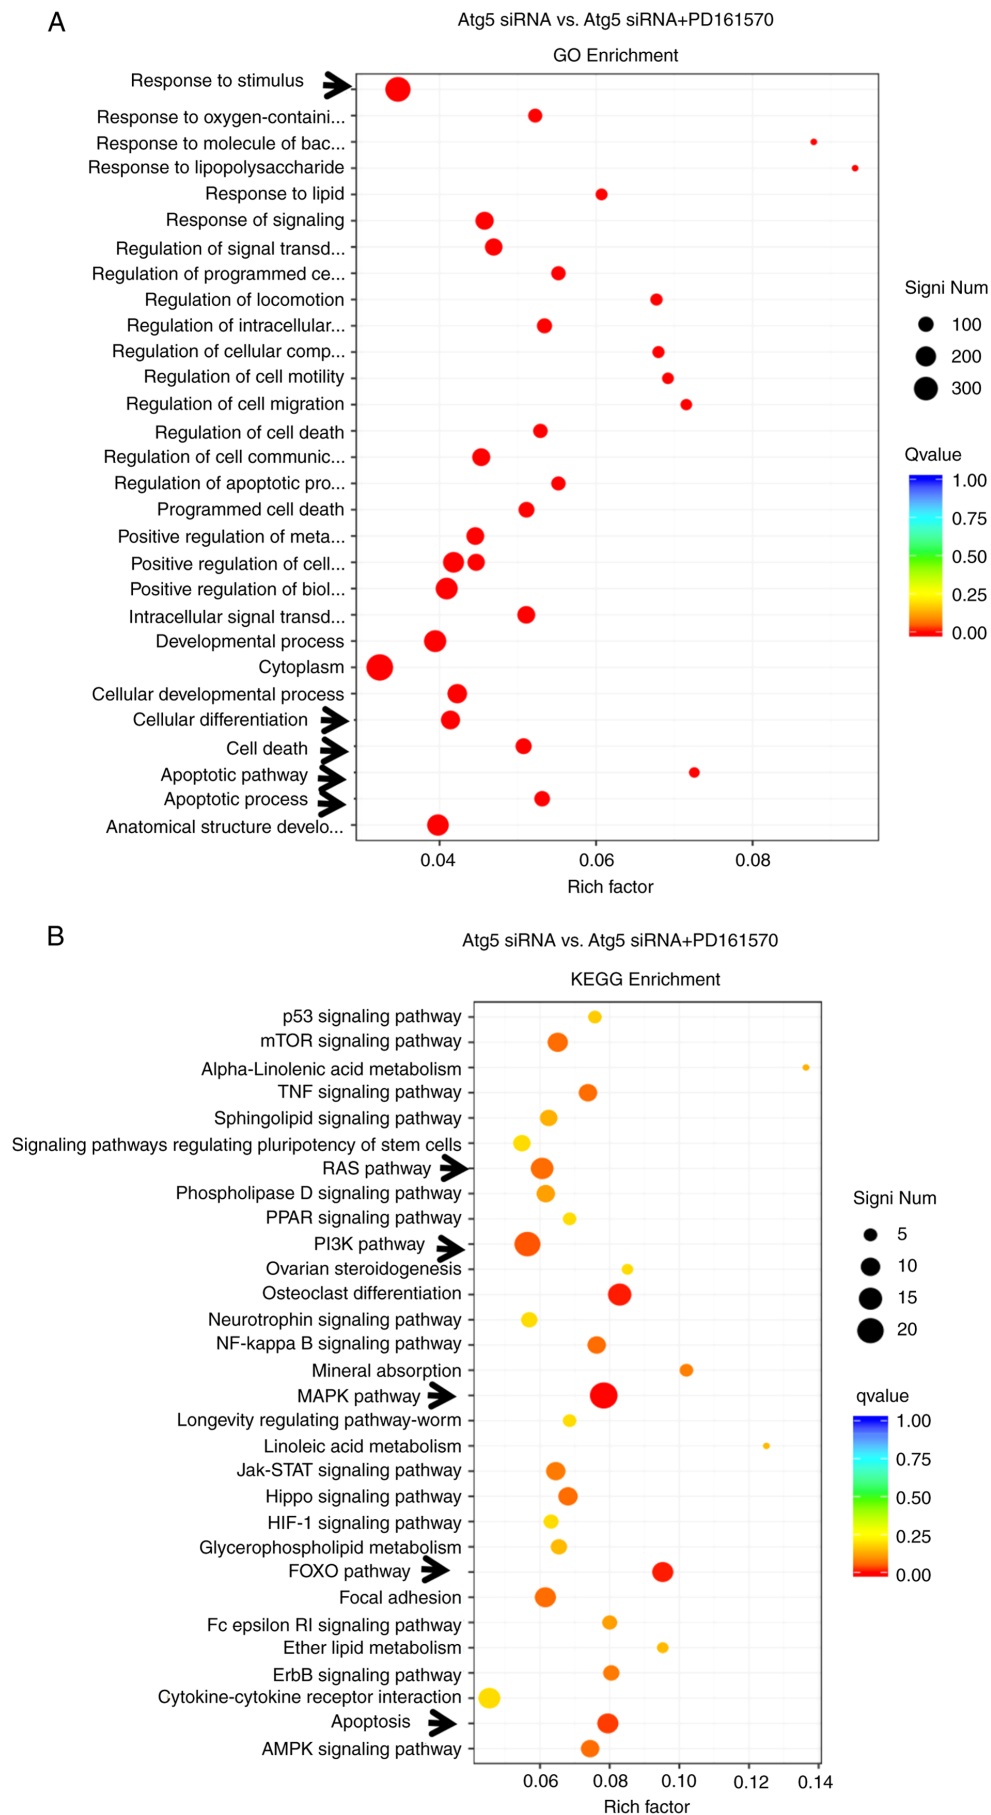 A
Atg5 siRNA vs. Atg5 siRNA+PD161570
GO Enrichment
Response to stimulus
Response to oxygen-containi...
Response to molecule of bac...
Response to lipopolysaccharide
Response to lipid
Response of signaling
Regulation of signal transd...
Regulation of programmed ce...
Regulation of locomotion
Regulation of intracellular...
Regulation of cellular comp...
Regulation of cell motility
Regulation of cell migration
Regulation of cell death
Regulation of cell communic...
Regulation of apoptotic pro...
Programmed cell death
Positive regulation of meta...
Positive regulation of cell...
Positive regulation of biol...
Intracellular signal transd...
Developmental process
Cytoplasm
Cellular developmental process
Cellular differentiation
Cell death
Apoptotic pathway
Apoptotic process
Anatomical structure develo...
0.04 0.06 0.08
Rich factor
Signi Num
100
200
300
Qvalue
1.00
0.75
0.50
0.25
0.00
B
Atg5 siRNA vs. Atg5 siRNA+PD161570
KEGG Enrichment
p53 signaling pathway
mTOR signaling pathway
Alpha-Linolenic acid metabolism
TNF signaling pathway
Sphingolipid signaling pathway
Signaling pathways regulating pluripotency of stem cells
RAS pathway
Phospholipase D signaling pathway
PPAR signaling pathway
PI3K pathway
Ovarian steroidogenesis
Osteoclast differentiation
Neurotrophin signaling pathway
NF-kappa B signaling pathway
Mineral absorption
MAPK pathway
Longevity regulating pathway-worm
Linoleic acid metabolism
Jak-STAT signaling pathway
Hippo signaling pathway
HIF-1 signaling pathway
Glycerophospholipid metabolism
FOXO pathway
Focal adhesion
Fc epsilon RI signaling pathway
Ether lipid metabolism
ErbB signaling pathway
Cytokine-cytokine receptor interaction
Apoptosis
AMPK signaling pathway
0.06 0.08 0.10 0.12 0.14
Rich factor
Signi Num
5
10
15
20
qvalue
1.00
0.75
0.50
0.25
0.00